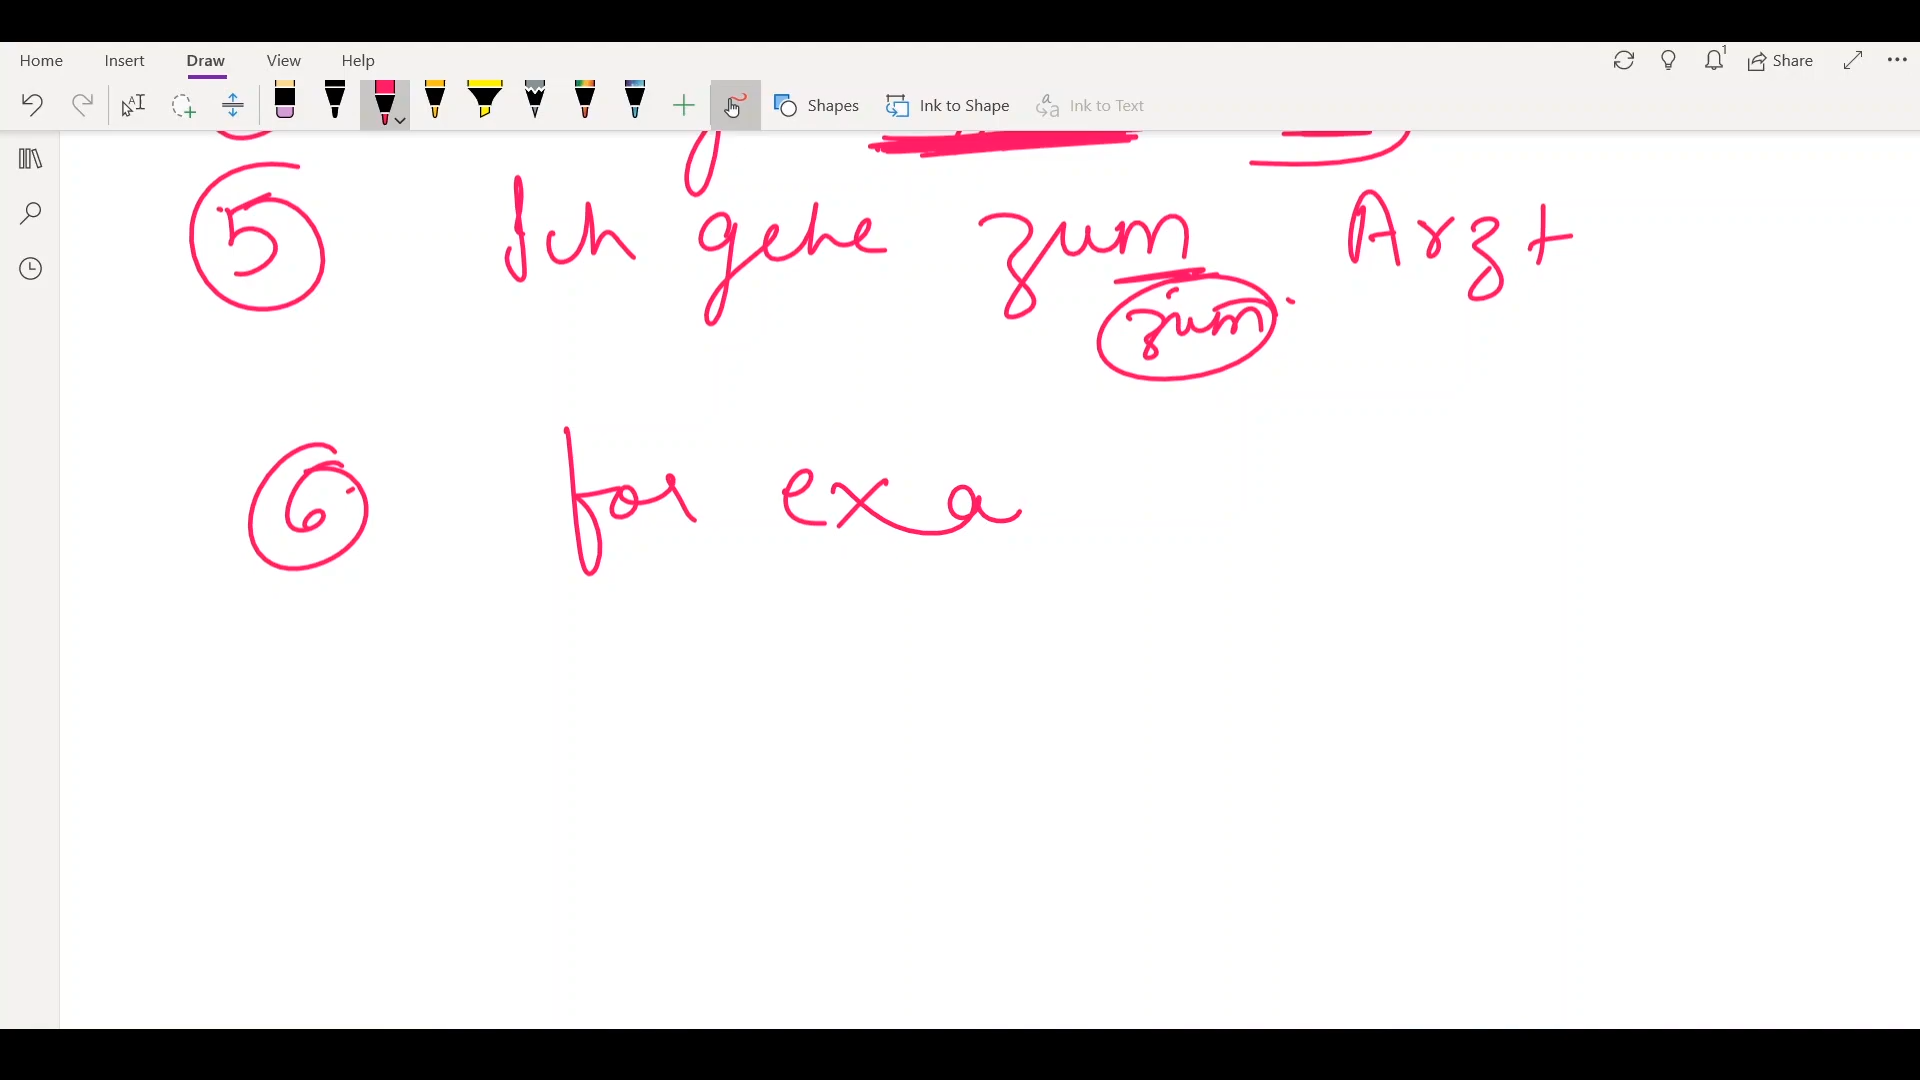 Home Insert Draw View Help 1 Share
Shapes Ink to Shape Ink to Text
5 Ich gehe zum Arzt
zum
6 for exa